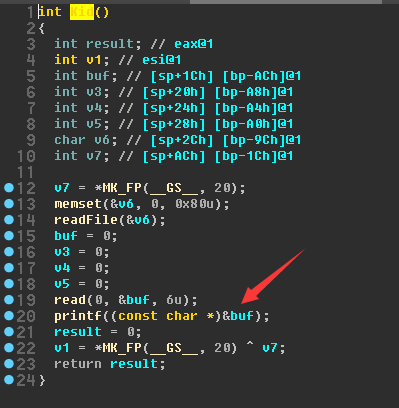 1 int Kid()
2 {
3 int result; // eax@1
4 int v1; // esi@1
5 int buf; // [sp+1Ch] [bp-ACh]@1
6 int v3; // [sp+20h] [bp-A8h]@1
7 int v4; // [sp+24h] [bp-A4h]@1
8 int v5; // [sp+28h] [bp-A0h]@1
9 char v6; // [sp+2Ch] [bp-9Ch]@1
10 int v7; // [sp+ACh] [bp-1Ch]@1
11
12 v7 = *MK_FP(__GS__, 20);
13 memset(&v6, 0, 0x80u);
14 readFile(&v6);
15 buf = 0;
16 v3 = 0;
17 v4 = 0;
18 v5 = 0;
19 read(0, &buf, 6u);
20 printf((const char *)&buf);
21 result = 0;
22 v1 = *MK_FP(__GS__, 20) ^ v7;
23 return result;
24 }